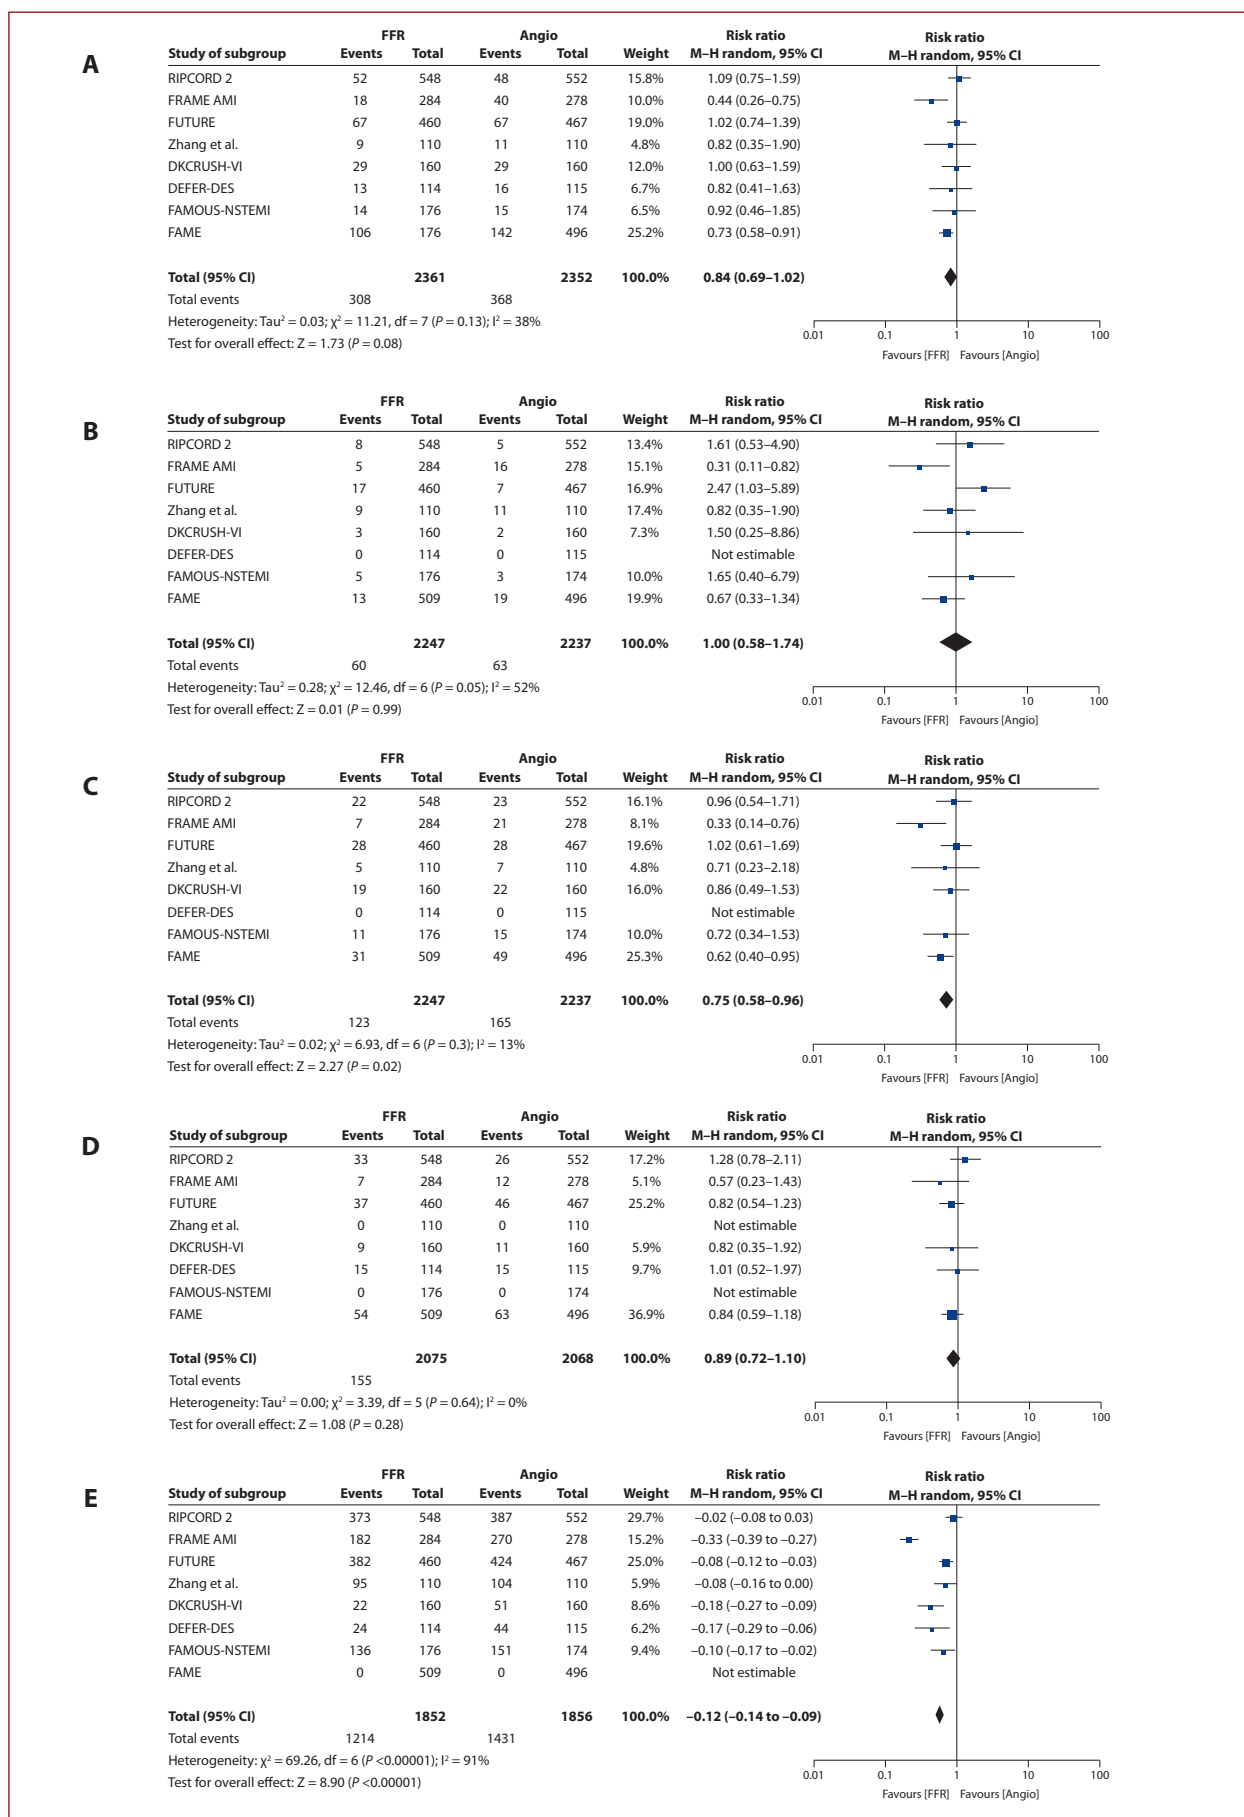 A
FFR Angio Risk ratio Risk ratio
Study of subgroup Events Total Events Total Weight M–H random, 95% CI M–H random, 95% CI
RIPCORD 2 52 548 48 552 15.8% 1.09 (0.75–1.59)
FRAME AMI 18 284 40 278 10.0% 0.44 (0.26–0.75)
FUTURE 67 460 67 467 19.0% 1.02 (0.74–1.39)
Zhang et al. 9 110 11 110 4.8% 0.82 (0.35–1.90)
DKCRUSH-VI 29 160 29 160 12.0% 1.00 (0.63–1.59)
DEFER-DES 13 114 16 115 6.7% 0.82 (0.41–1.63)
FAMOUS-NSTEMI 14 176 15 174 6.5% 0.92 (0.46–1.85)
FAME 106 176 142 496 25.2% 0.73 (0.58–0.91)
Total (95% CI) 2361 2352 100.0% 0.84 (0.69–1.02)
Total events 308 368
Heterogeneity: Tau² = 0.03; χ² = 11.21, df = 7 (P = 0.13); I² = 38%
Test for overall effect: Z = 1.73 (P = 0.08)
0.01 0.1 1 10 100
Favours [FFR] Favours [Angio]
B
FFR Angio Risk ratio Risk ratio
Study of subgroup Events Total Events Total Weight M–H random, 95% CI M–H random, 95% CI
RIPCORD 2 8 548 5 552 13.4% 1.61 (0.53–4.90)
FRAME AMI 5 284 16 278 15.1% 0.31 (0.11–0.82)
FUTURE 17 460 7 467 16.9% 2.47 (1.03–5.89)
Zhang et al. 9 110 11 110 17.4% 0.82 (0.35–1.90)
DKCRUSH-VI 3 160 2 160 7.3% 1.50 (0.25–8.86)
DEFER-DES 0 114 0 115 Not estimable
FAMOUS-NSTEMI 5 176 3 174 10.0% 1.65 (0.40–6.79)
FAME 13 509 19 496 19.9% 0.67 (0.33–1.34)
Total (95% CI) 2247 2237 100.0% 1.00 (0.58–1.74)
Total events 60 63
Heterogeneity: Tau² = 0.28; χ² = 12.46, df = 6 (P = 0.05); I² = 52%
Test for overall effect: Z = 0.01 (P = 0.99)
0.01 0.1 1 10 100
Favours [FFR] Favours [Angio]
C
FFR Angio Risk ratio Risk ratio
Study of subgroup Events Total Events Total Weight M–H random, 95% CI M–H random, 95% CI
RIPCORD 2 22 548 23 552 16.1% 0.96 (0.54–1.71)
FRAME AMI 7 284 21 278 8.1% 0.33 (0.14–0.76)
FUTURE 28 460 28 467 19.6% 1.02 (0.61–1.69)
Zhang et al. 5 110 7 110 4.8% 0.71 (0.23–2.18)
DKCRUSH-VI 19 160 22 160 16.0% 0.86 (0.49–1.53)
DEFER-DES 0 114 0 115 Not estimable
FAMOUS-NSTEMI 11 176 15 174 10.0% 0.72 (0.34–1.53)
FAME 31 509 49 496 25.3% 0.62 (0.40–0.95)
Total (95% CI) 2247 2237 100.0% 0.75 (0.58–0.96)
Total events 123 165
Heterogeneity: Tau² = 0.02; χ² = 6.93, df = 6 (P = 0.3); I² = 13%
Test for overall effect: Z = 2.27 (P = 0.02)
0.01 0.1 1 10 100
Favours [FFR] Favours [Angio]
D
FFR Angio Risk ratio Risk ratio
Study of subgroup Events Total Events Total Weight M–H random, 95% CI M–H random, 95% CI
RIPCORD 2 33 548 26 552 17.2% 1.28 (0.78–2.11)
FRAME AMI 7 284 12 278 5.1% 0.57 (0.23–1.43)
FUTURE 37 460 46 467 25.2% 0.82 (0.54–1.23)
Zhang et al. 0 110 0 110 Not estimable
DKCRUSH-VI 9 160 11 160 5.9% 0.82 (0.35–1.92)
DEFER-DES 15 114 15 115 9.7% 1.01 (0.52–1.97)
FAMOUS-NSTEMI 0 176 0 174 Not estimable
FAME 54 509 63 496 36.9% 0.84 (0.59–1.18)
Total (95% CI) 2075 2068 100.0% 0.89 (0.72–1.10)
Total events 155
Heterogeneity: Tau² = 0.00; χ² = 3.39, df = 5 (P = 0.64); I² = 0%
Test for overall effect: Z = 1.08 (P = 0.28)
0.01 0.1 1 10 100
Favours [FFR] Favours [Angio]
E
FFR Angio Risk ratio Risk ratio
Study of subgroup Events Total Events Total Weight M–H random, 95% CI M–H random, 95% CI
RIPCORD 2 373 548 387 552 29.7% –0.02 (–0.08 to 0.03)
FRAME AMI 182 284 270 278 15.2% –0.33 (–0.39 to –0.27)
FUTURE 382 460 424 467 25.0% –0.08 (–0.12 to –0.03)
Zhang et al. 95 110 104 110 5.9% –0.08 (–0.16 to 0.00)
DKCRUSH-VI 22 160 51 160 8.6% –0.18 (–0.27 to –0.09)
DEFER-DES 24 114 44 115 6.2% –0.17 (–0.29 to –0.06)
FAMOUS-NSTEMI 136 176 151 174 9.4% –0.10 (–0.17 to –0.02)
FAME 0 509 0 496 Not estimable
Total (95% CI) 1852 1856 100.0% –0.12 (–0.14 to –0.09)
Total events 1214 1431
Heterogeneity: χ² = 69.26, df = 6 (P <0.00001); I² = 91%
Test for overall effect: Z = 8.90 (P <0.00001)
0.01 0.1 1 10 100
Favours [FFR] Favours [Angio]